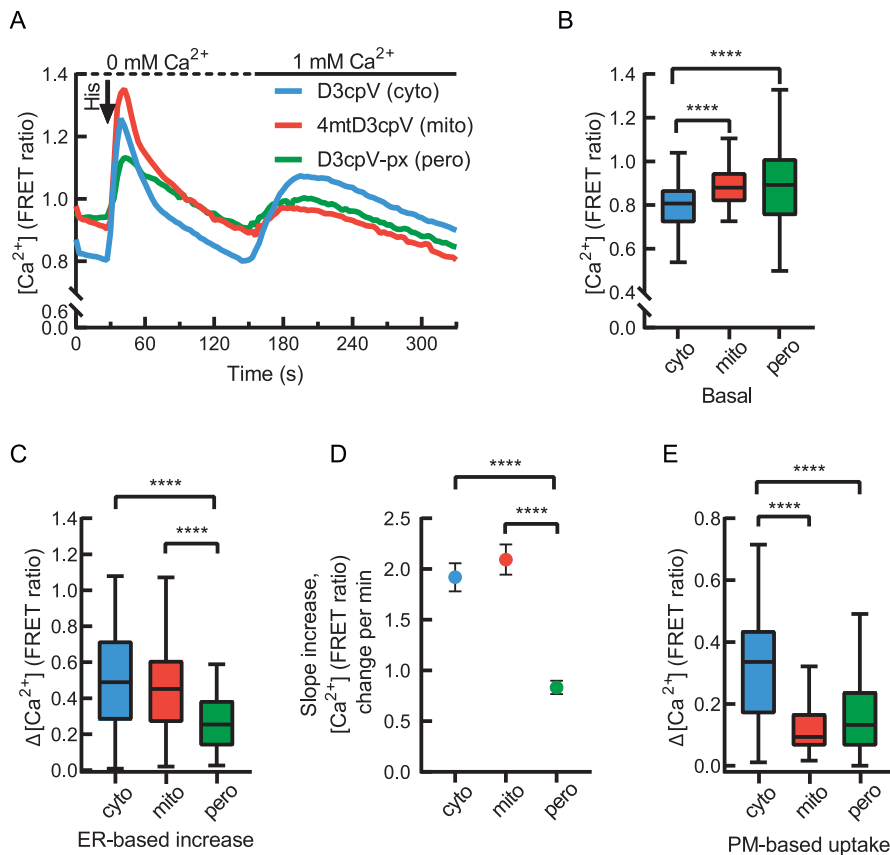 A
0 mM Ca²⁺ 1 mM Ca²⁺
His
D3cpV (cyto)
4mtD3cpV (mito)
D3cpV-px (pero)
[Ca²⁺] (FRET ratio)
1.4
1.2
1.0
0.8
0.6
0.0
0 60 120 180 240 300
Time (s)
B
****
****
[Ca²⁺] (FRET ratio)
1.4
1.2
1.0
0.8
0.6
0.4
0.0
cyto mito pero
Basal
C
****
****
Δ [Ca²⁺] (FRET ratio)
1.4
1.2
1.0
0.8
0.6
0.4
0.2
0.0
cyto mito pero
ER-based increase
D
****
****
Slope increase,
[Ca²⁺] (FRET ratio)
change per min
2.5
2.0
1.5
1.0
0.5
0.0
cyto mito pero
E
****
****
Δ [Ca²⁺] (FRET ratio)
0.8
0.6
0.4
0.2
0.0
cyto mito pero
PM-based uptake